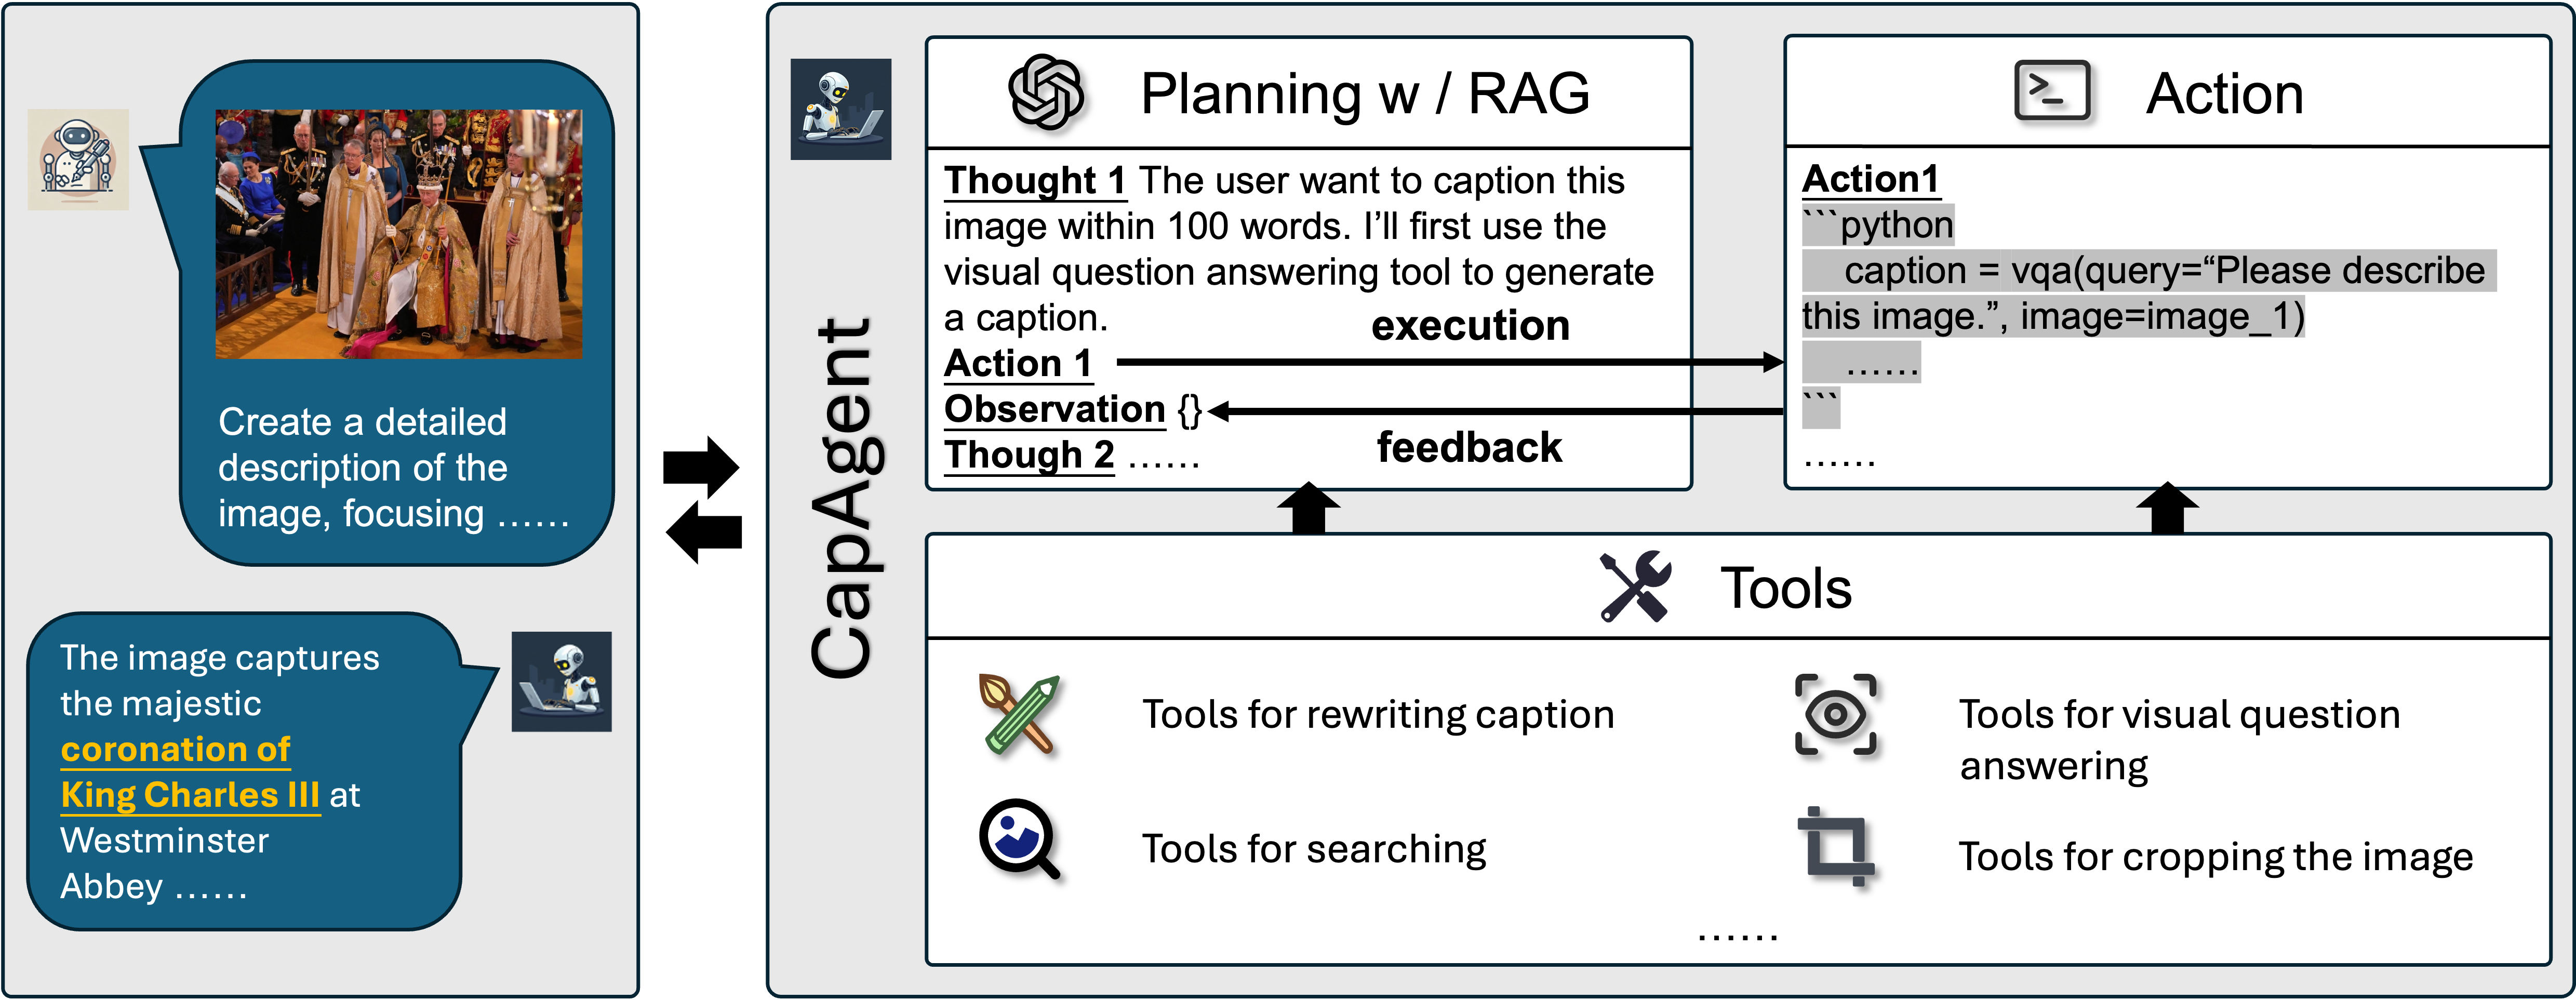 Create a detailed
description of the
image, focusing ......
The image captures
the majestic
coronation of
King Charles III at
Westminster
Abbey ......
CapAgent
Planning w / RAG
Thought 1 The user want to caption this
image within 100 words. I’ll first use the
visual question answering tool to generate
a caption.
execution
Action 1
Observation {}
feedback
Though 2 ......
Action
Action1
```python
caption = vqa(query=“Please describe
this image.”, image=image_1)
......
```
......
Tools
Tools for rewriting caption
Tools for visual question
answering
Tools for searching
Tools for cropping the image
......